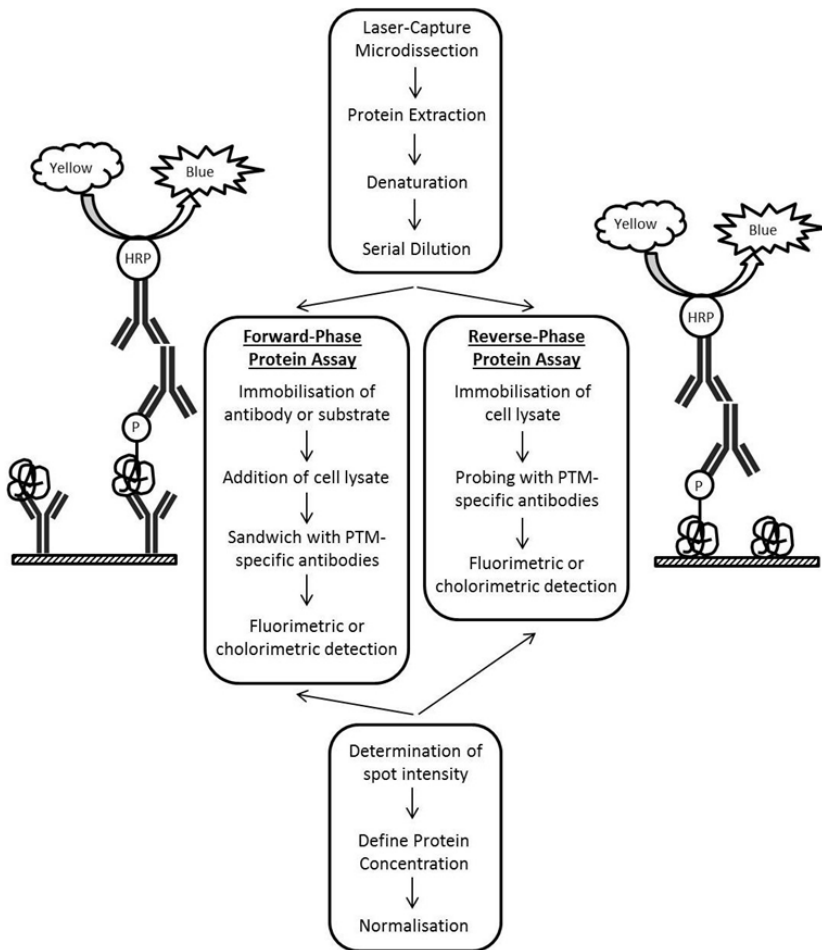 Laser-Capture
Microdissection
Protein Extraction
Denaturation
Serial Dilution
Yellow
Blue
HRP
P
Forward-Phase
Protein Assay
Immobilisation of
antibody or substrate
Addition of cell lysate
Sandwich with PTM-
specific antibodies
Fluorimetric or
cholorimetric detection
Reverse-Phase
Protein Assay
Immobilisation of
cell lysate
Probing with PTM-
specific antibodies
Fluorimetric or
cholorimetric detection
Yellow
Blue
HRP
P
Determination of
spot intensity
Define Protein
Concentration
Normalisation